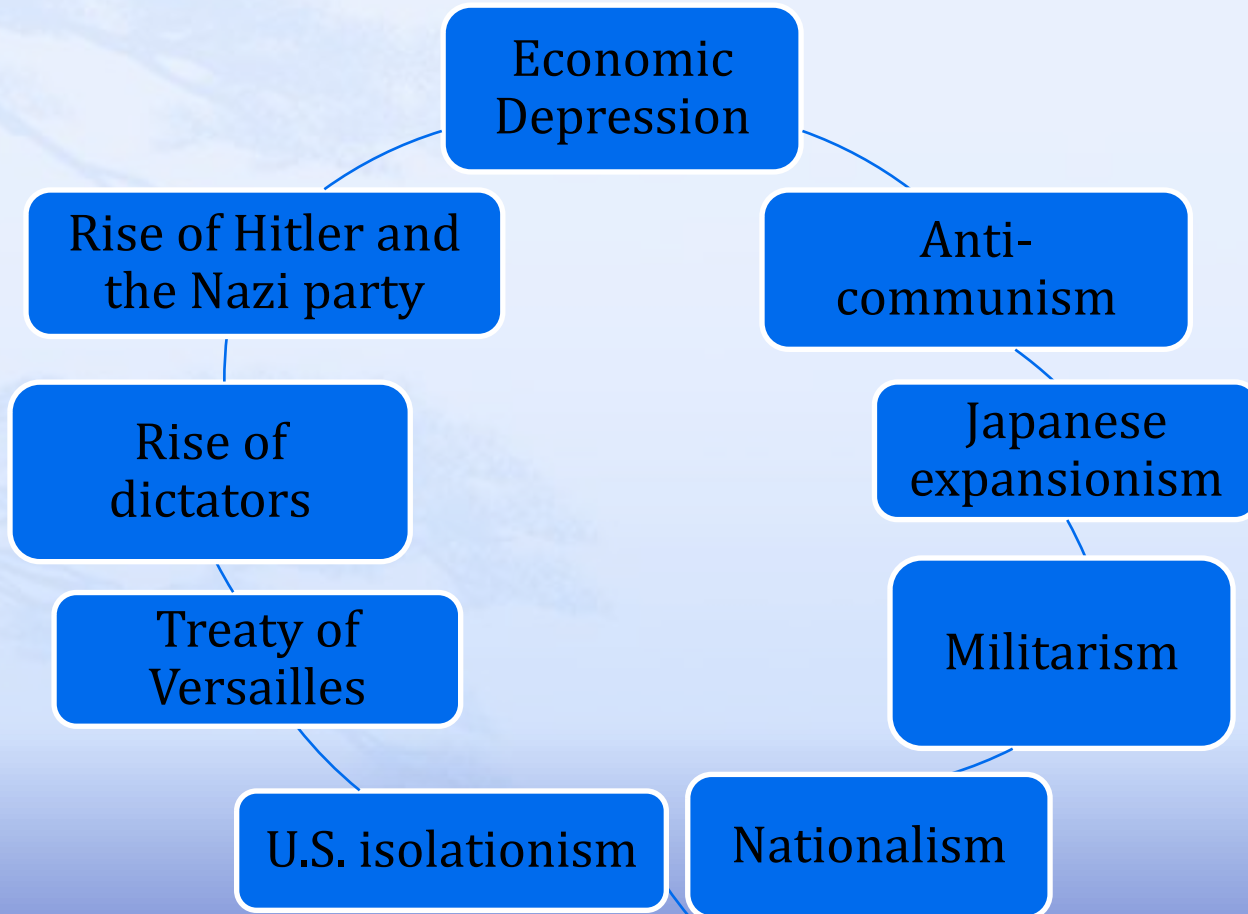 Economic
Depression
Rise of Hitler and
the Nazi party
Anti-
communism
Rise of
dictators
Japanese
expansionism
Treaty of
Versailles
Militarism
U.S. isolationism
Nationalism